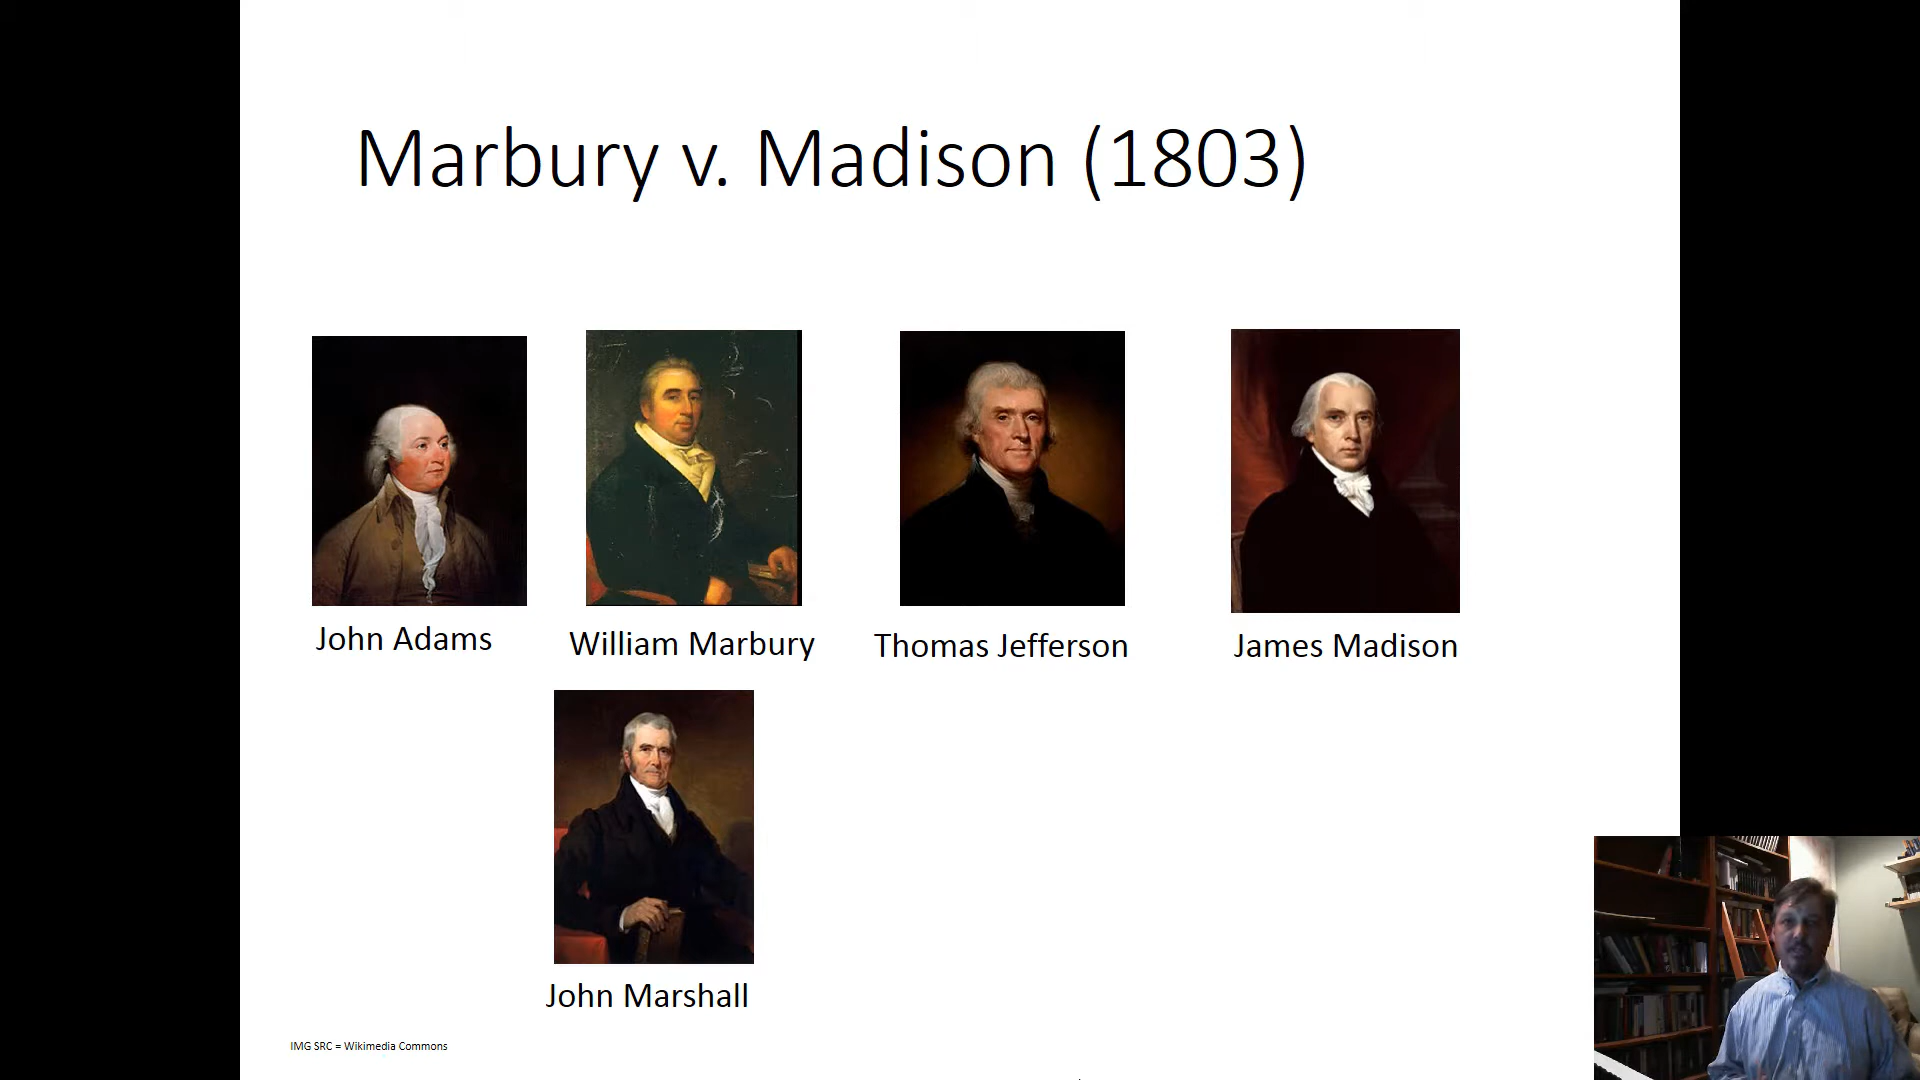 Marbury v. Madison (1803)
John Adams
William Marbury
Thomas Jefferson
James Madison
John Marshall
IMG SRC = Wikimedia Commons